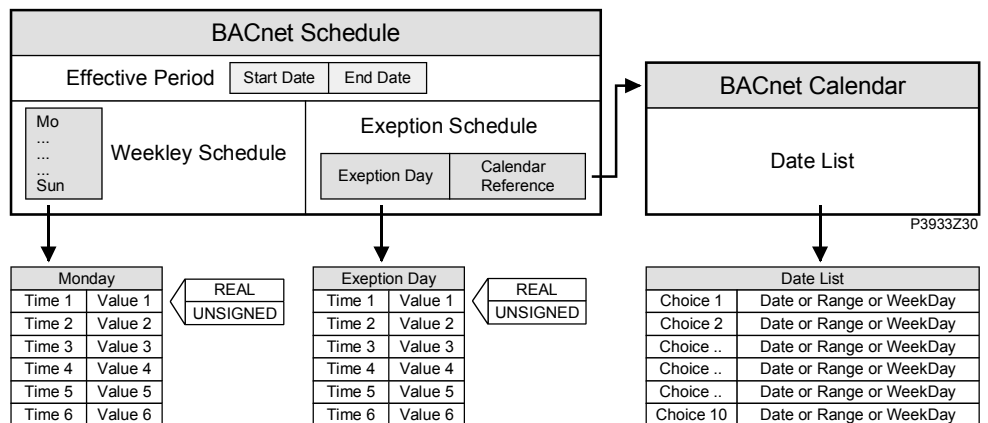 BACnet Schedule
Effective Period Start Date End Date
Mo
...
...
...
Sun
Weekley Schedule
Exeption Schedule
Exeption Day
Calendar
Reference
BACnet Calendar
Date List
P3933Z30
Monday
Time 1 Value 1
Time 2 Value 2
Time 3 Value 3
Time 4 Value 4
Time 5 Value 5
Time 6 Value 6
REAL
UNSIGNED
Exeption Day
Time 1 Value 1
Time 2 Value 2
Time 3 Value 3
Time 4 Value 4
Time 5 Value 5
Time 6 Value 6
REAL
UNSIGNED
Date List
Choice 1 Date or Range or WeekDay
Choice 2 Date or Range or WeekDay
Choice .. Date or Range or WeekDay
Choice .. Date or Range or WeekDay
Choice .. Date or Range or WeekDay
Choice 10 Date or Range or WeekDay